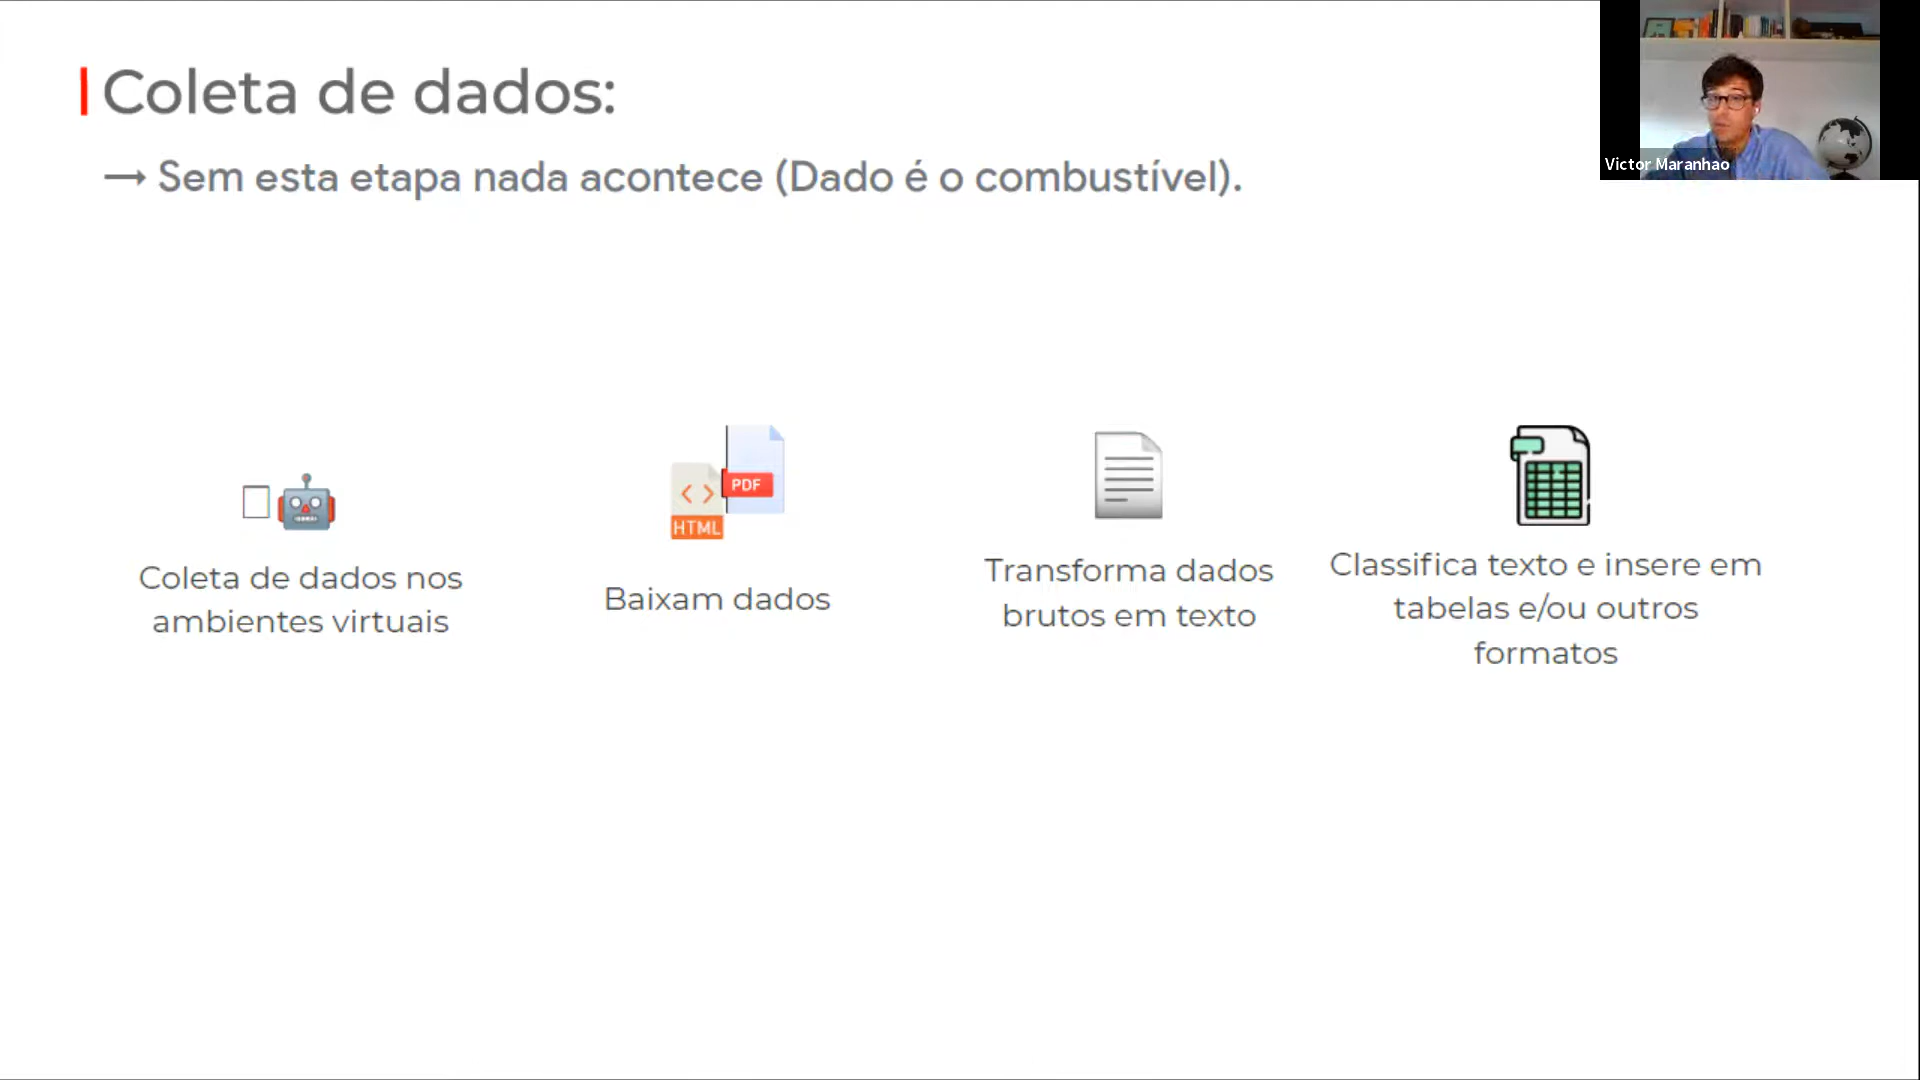 Coleta de dados:
→ Sem esta etapa nada acontece (Dado é o combustível).
Victor Maranhao
PDF
HTML
Coleta de dados nos
ambientes virtuais
Baixam dados
Transforma dados
brutos em texto
Classifica texto e insere em
tabelas e/ou outros
formatos